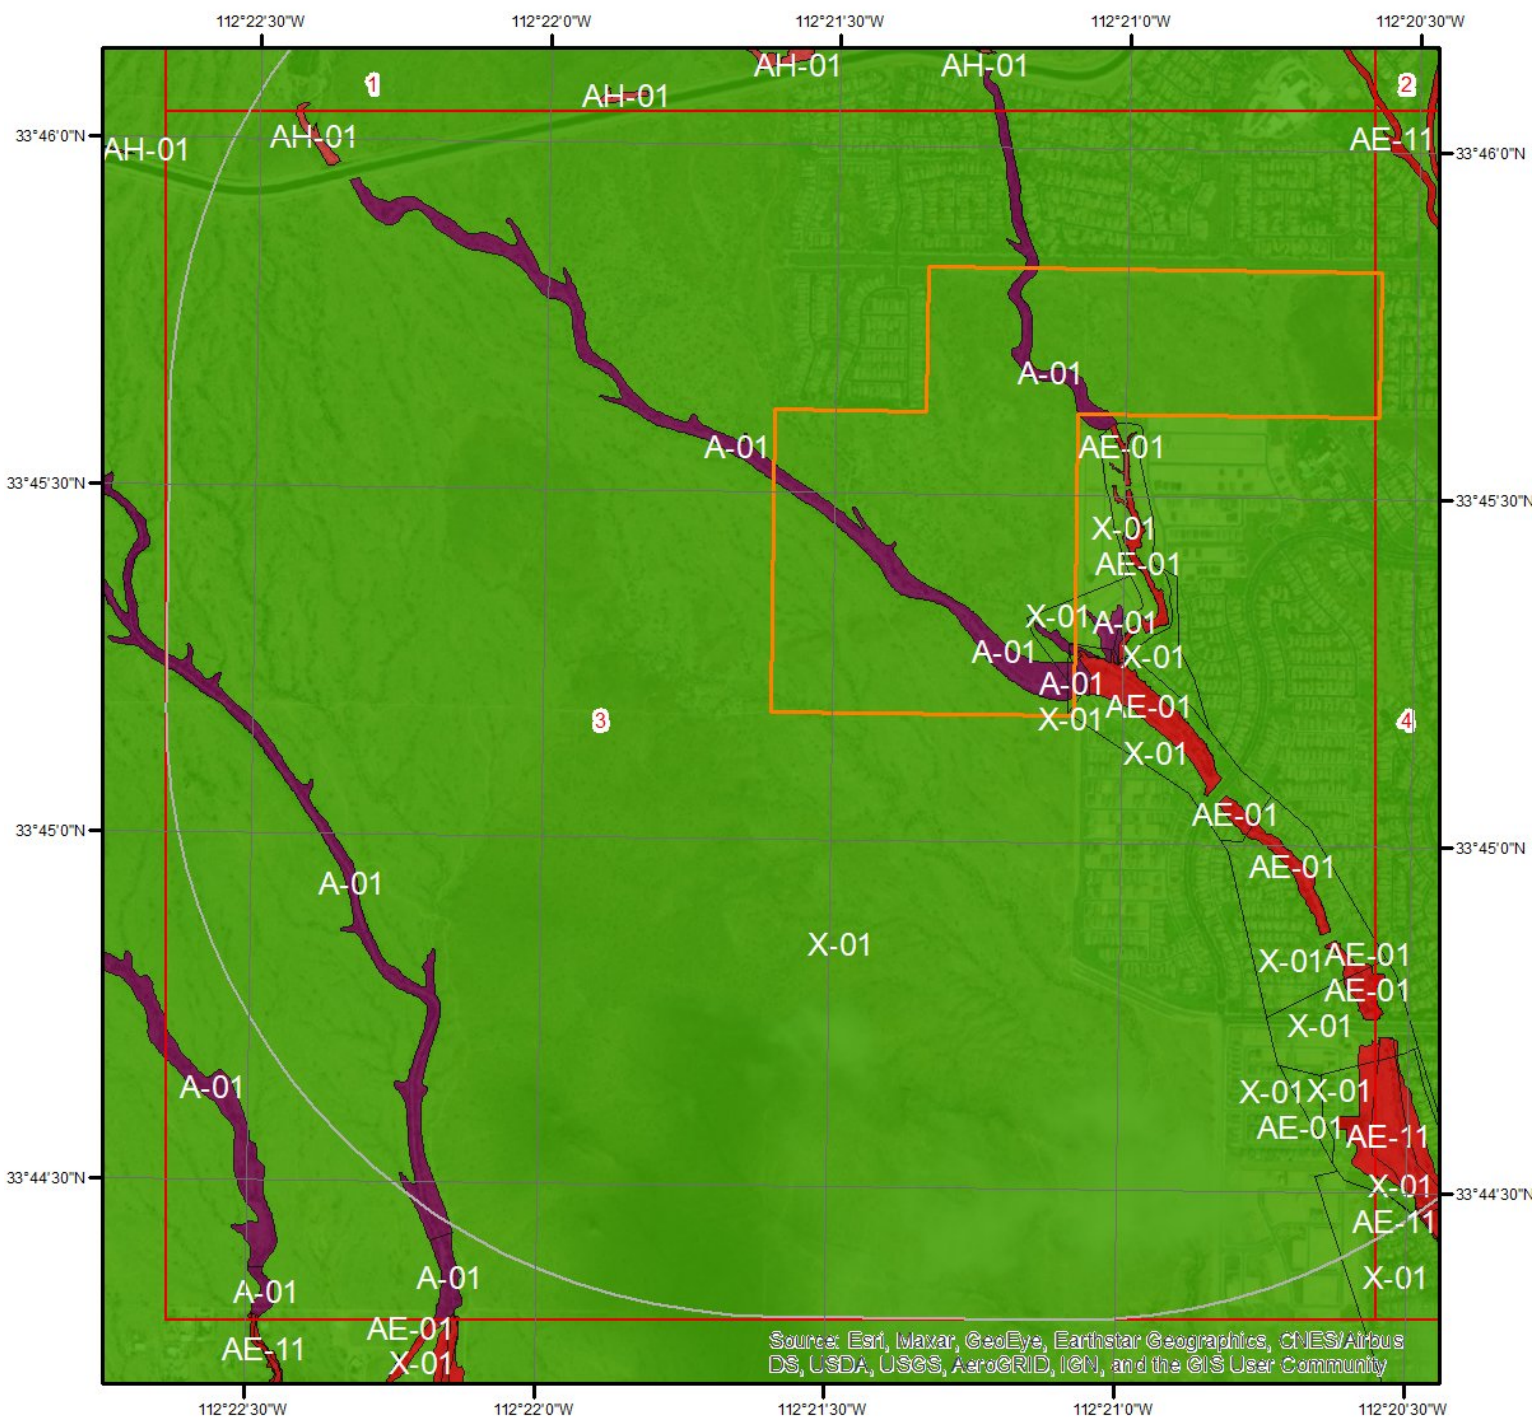 112°22'30"W 112°22'0"W 112°21'30"W 112°21'0"W 112°20'30"W
AH-01 AH-01
1 2
AH-01
33°46'0"N AH-01 AE-11
AH-01 33°46'0"N
A-01
A-01 AE-01
33°45'30"N
33°45'30"N
X-01
AE-01
X-01 A-01
A-01 X-01
A-01
AE-01
3 X-01 4
X-01
AE-01
33°45'0"N
33°45'0"N
AE-01
A-01
X-01
X-01 AE-01
AE-01
X-01
A-01 X-01 X-01
AE-01 AE-11
33°44'30"N X-01
33°44'30"N
AE-11
A-01 X-01
A-01
AE-01
AE-11 X-01
Source: Esri, Maxar, GeoEye, Earthstar Geographics, CNES/Airbus
DS, USDA, USGS, AeroGRID, IGN, and the GIS User Community
112°22'30"W 112°22'0"W 112°21'30"W 112°21'0"W 112°20'30"W